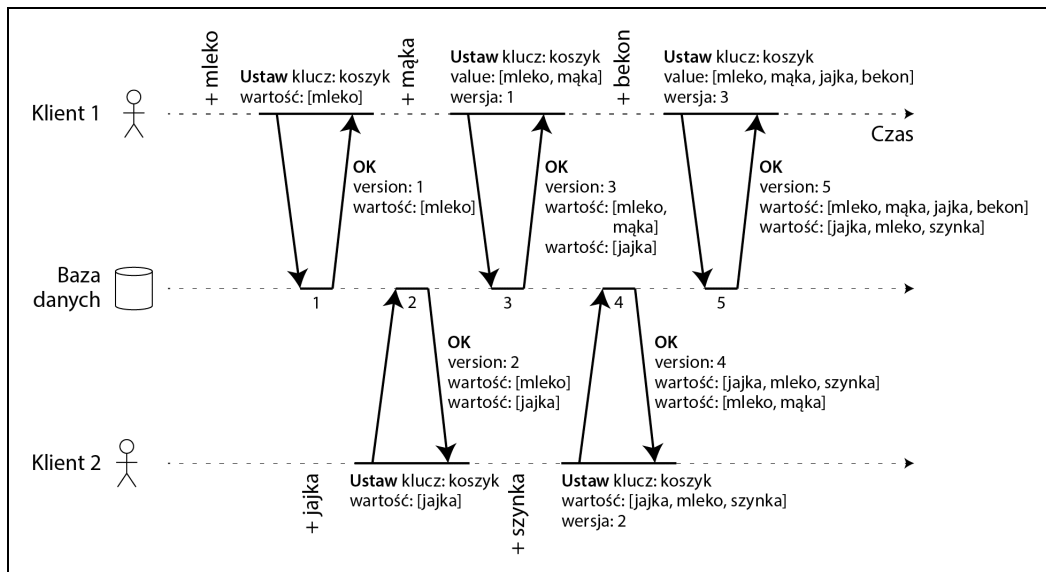 + mleko
Ustaw klucz: koszyk
wartość: [mleko]
+ mąka
Ustaw klucz: koszyk
value: [mleko, mąka]
wersja: 1
+ bekon
Ustaw klucz: koszyk
value: [mleko, mąka, jajka, bekon]
wersja: 3
Klient 1
Czas
OK
version: 1
wartość: [mleko]
OK
version: 3
wartość: [mleko,
mąka]
wartość: [jajka]
OK
version: 5
wartość: [mleko, mąka, jajka, bekon]
wartość: [jajka, mleko, szynka]
Baza
danych
1
2
3
4
5
OK
version: 2
wartość: [mleko]
wartość: [jajka]
OK
version: 4
wartość: [jajka, mleko, szynka]
wartość: [mleko, mąka]
Klient 2
+ jajka
Ustaw klucz: koszyk
wartość: [jajka]
+ szynka
Ustaw klucz: koszyk
wartość: [jajka, mleko, szynka]
wersja: 2